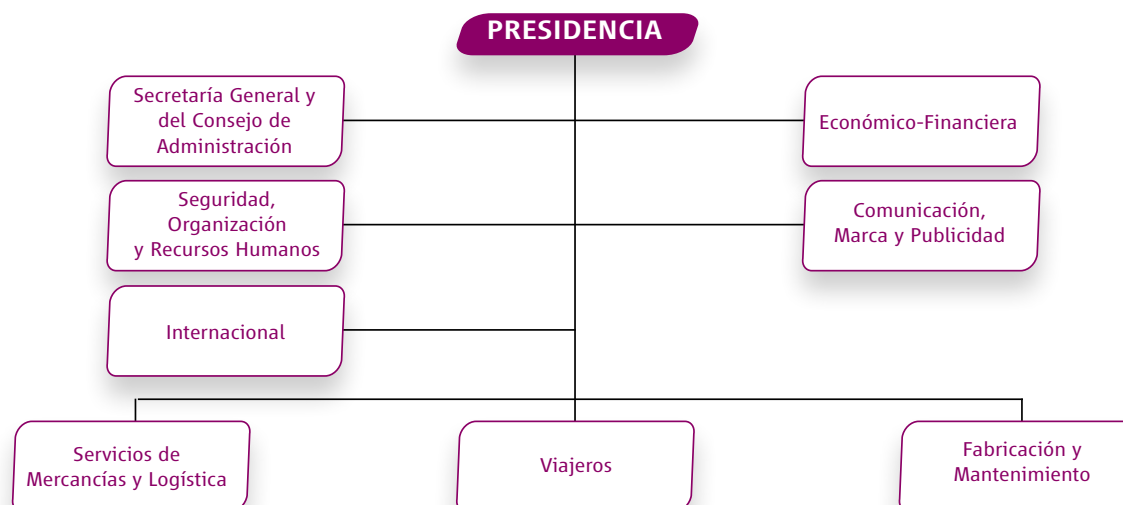 PRESIDENCIA
Secretaría General y
del Consejo de
Administración
Económico-Financiera
Seguridad,
Organización
y Recursos Humanos
Comunicación,
Marca y Publicidad
Internacional
Servicios de
Mercancías y Logística
Viajeros
Fabricación y
Mantenimiento